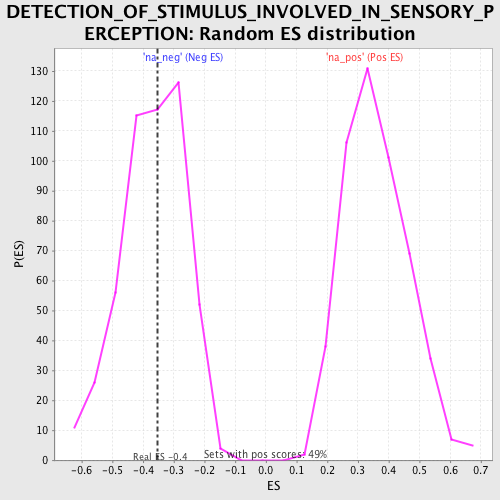 DETECTION_OF_STIMULUS_INVOLVED_IN_SENSORY_P
ERCEPTION: Random ES distribution
'na_neg' (Neg ES)
'na_pos' (Pos ES)
130
120
110
100
90
80
70
60
50
40
30
20
10
0
P(ES)
Real ES -0.4
Sets with pos scores: 49%
-0.6 -0.5 -0.4 -0.3 -0.2 -0.1 0.0 0.1 0.2 0.3 0.4 0.5 0.6 0.7
ES